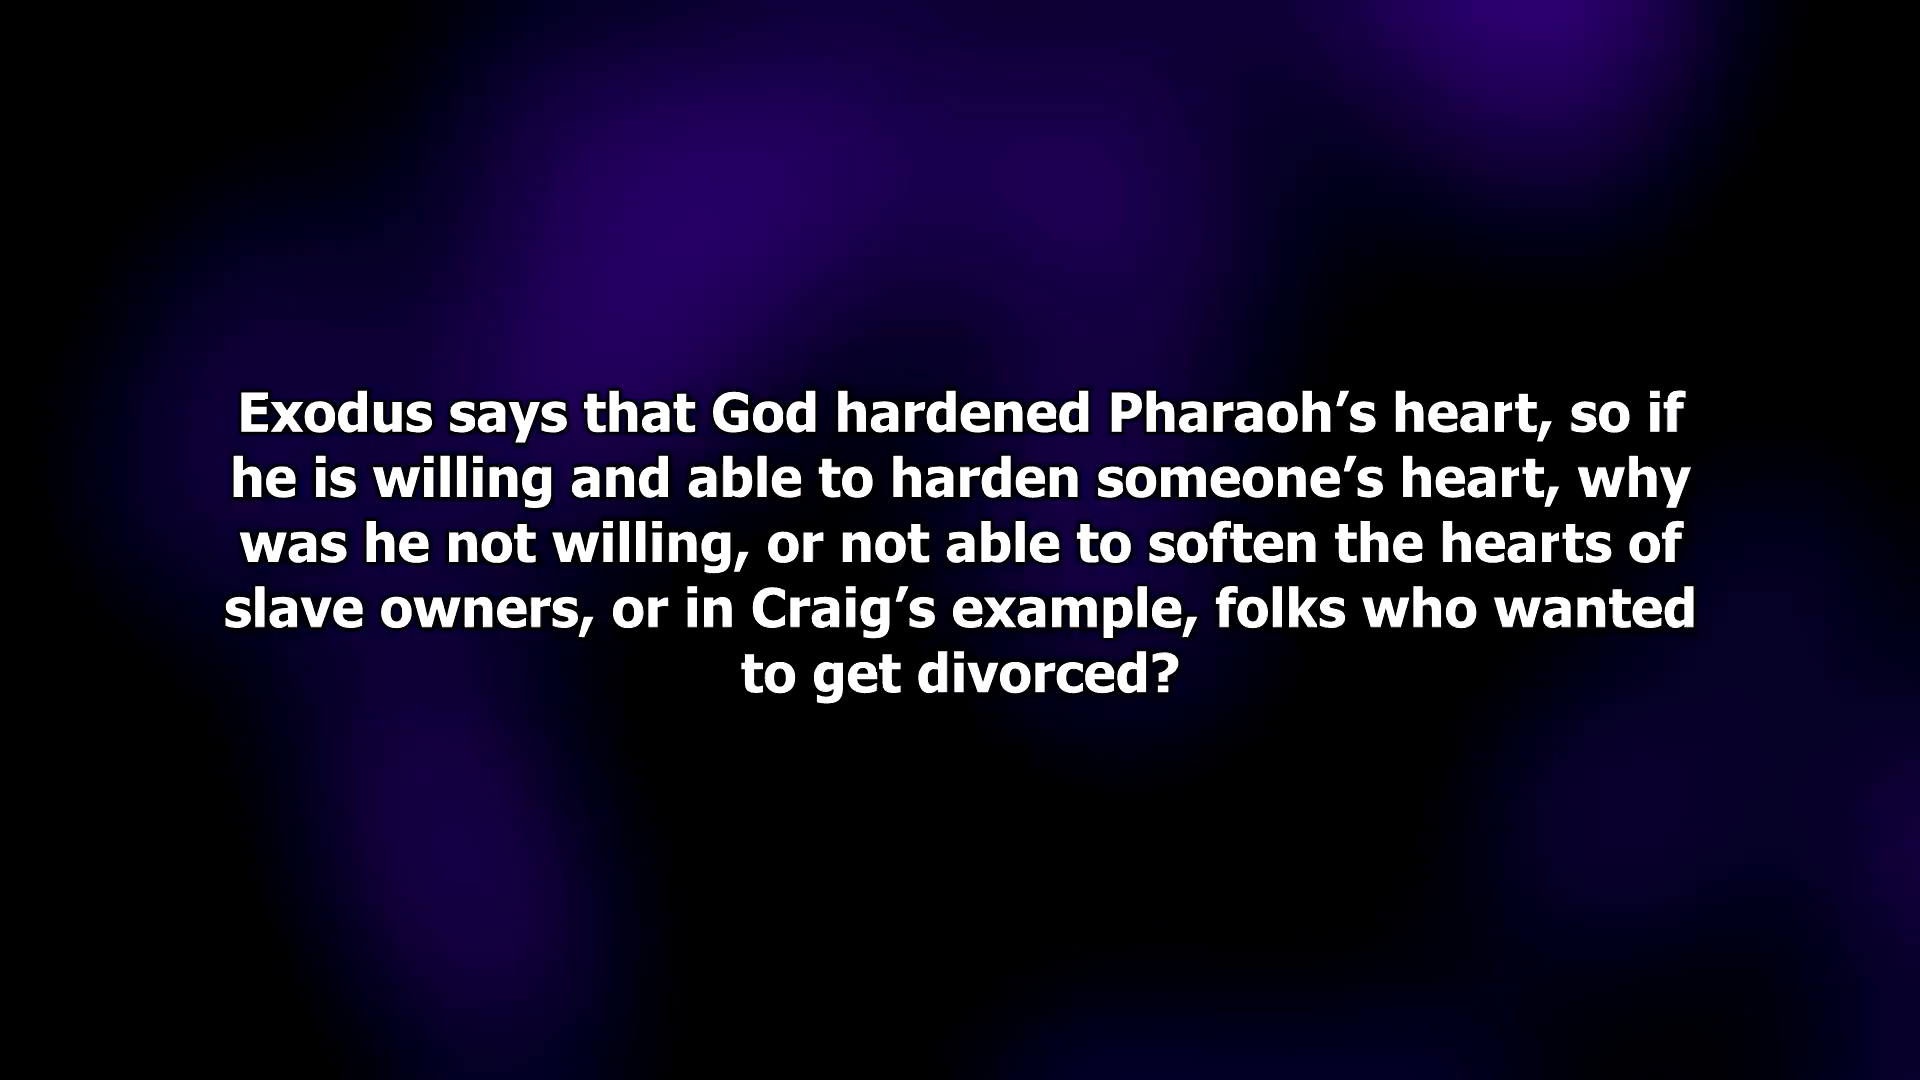 Exodus says that God hardened Pharaoh’s heart, so if
he is willing and able to harden someone’s heart, why
was he not willing, or not able to soften the hearts of
slave owners, or in Craig’s example, folks who wanted
to get divorced?